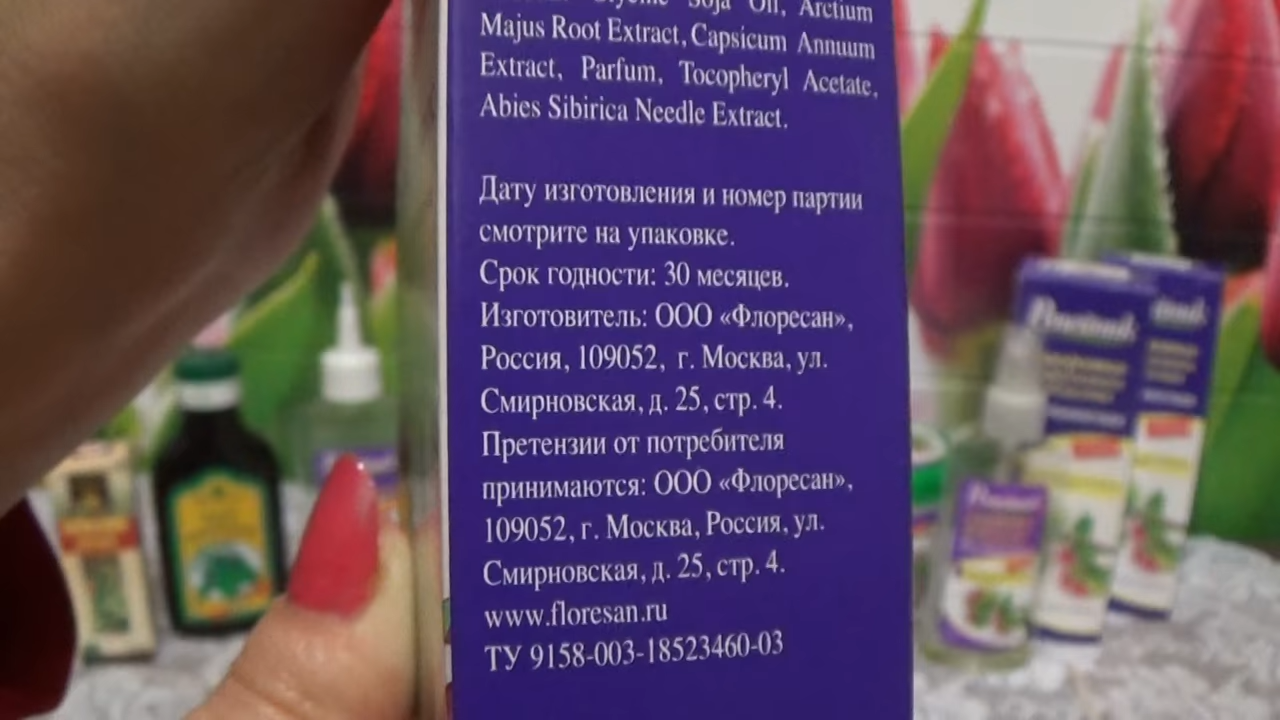 Soja Oil, Arctium
Majus Root Extract, Capsicum Annuum
Extract, Parfum, Tocopheryl Acetate,
Abies Sibirica Needle Extract.
Дату изготовления и номер партии
смотрите на упаковке.
Срок годности: 30 месяцев.
Изготовитель: ООО «Флоресан»,
Россия, 109052, г. Москва, ул.
Смирновская, д. 25, стр. 4.
Претензии от потребителя
принимаются: ООО «Флоресан»,
109052, г. Москва, Россия, ул.
Смирновская, д. 25, стр. 4.
www.floresan.ru
ТУ 9158-003-18523460-03